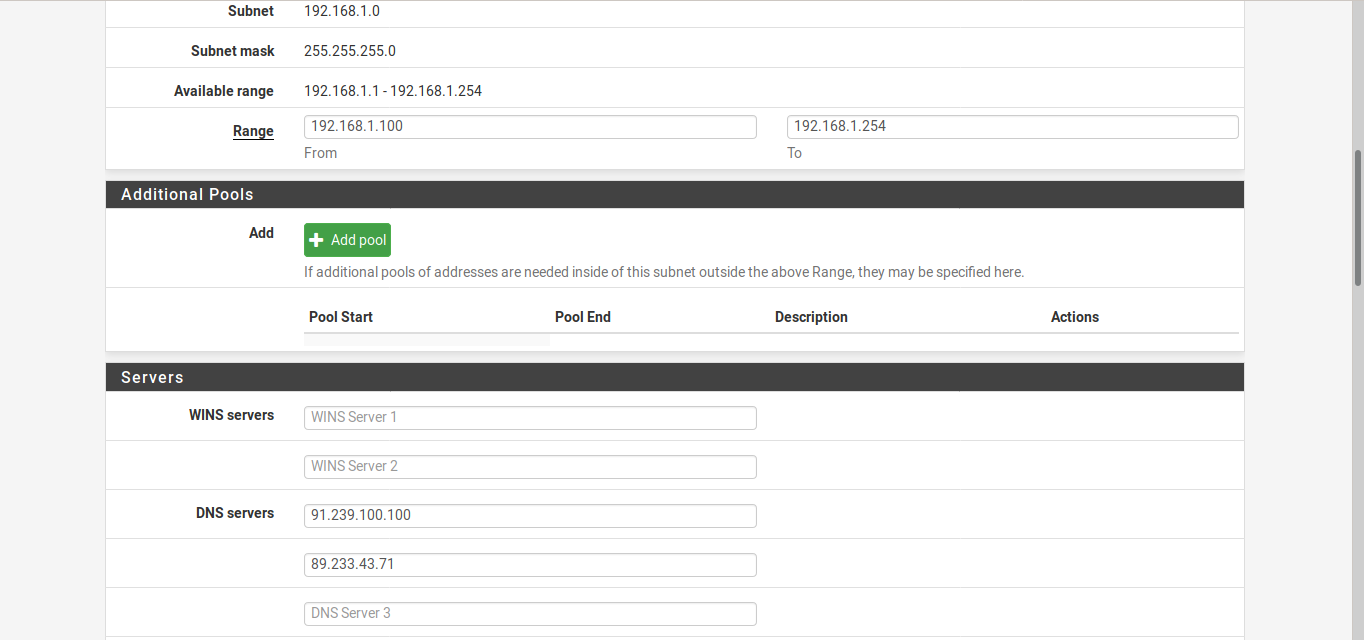 Subnet 192.168.1.0
Subnet mask 255.255.255.0
Available range 192.168.1.1 - 192.168.1.254
Range 192.168.1.100 192.168.1.254
From To
Additional Pools
Add Add pool
If additional pools of addresses are needed inside of this subnet outside the above Range, they may be specified here.
Pool Start Pool End Description Actions
Servers
WINS servers WINS Server 1
WINS Server 2
DNS servers 91.239.100.100
89.233.43.71
DNS Server 3